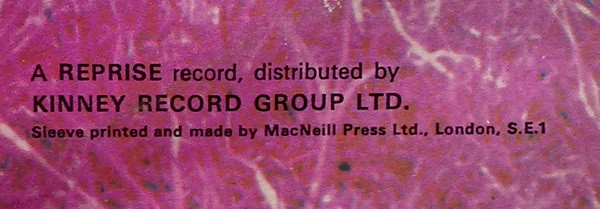 A REPRISE record, distributed by
KINNEY RECORD GROUP LTD.
Sleeve printed and made by MacNeill Press Ltd., London, S.E.1